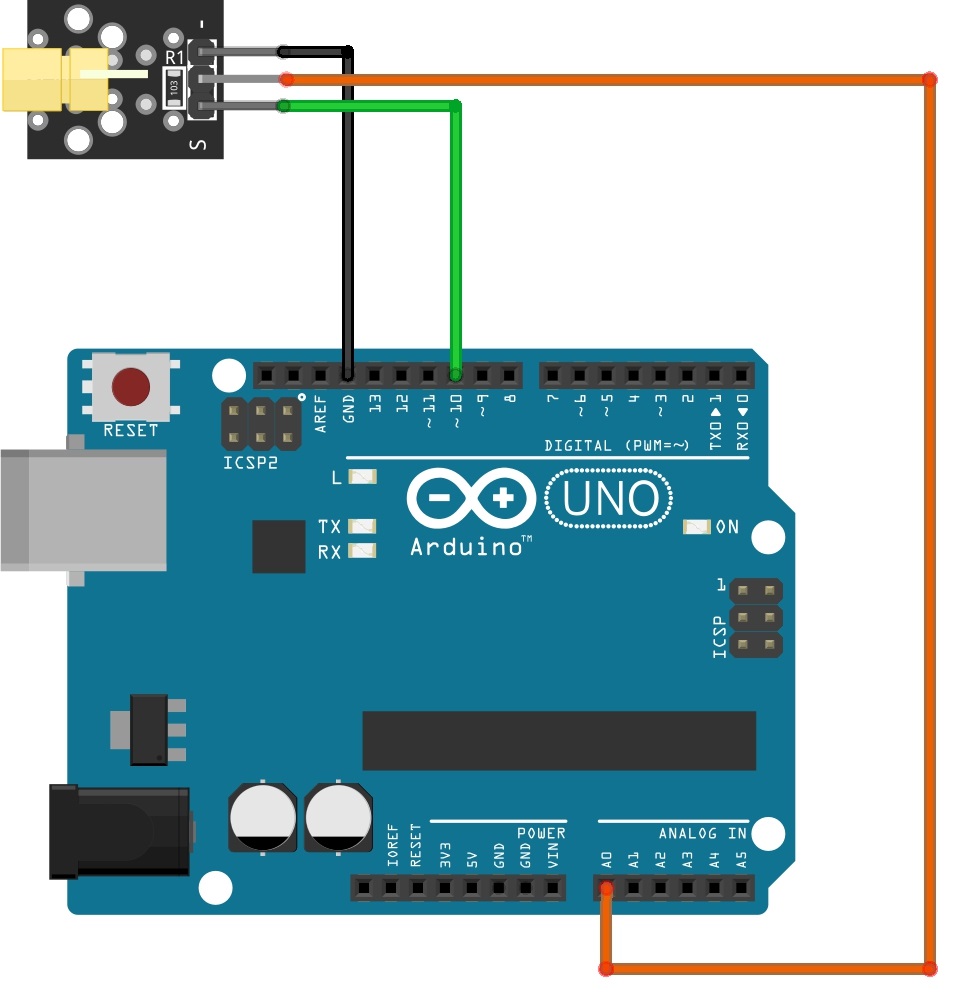 -
R1
103
S
RESET
ICSP2
AREF
GND
13
12
~11
~10
~9
8
7
~6
~5
4
~3
2
TX0▶1
RX0◀0
DIGITAL (PWM=~)
L
TX
RX
Arduino™
UNO
ON
1
ICSP
IOREF
RESET
3V3
5V
GND
GND
VIN
POWER
A0
A1
A2
A3
A4
A5
ANALOG IN